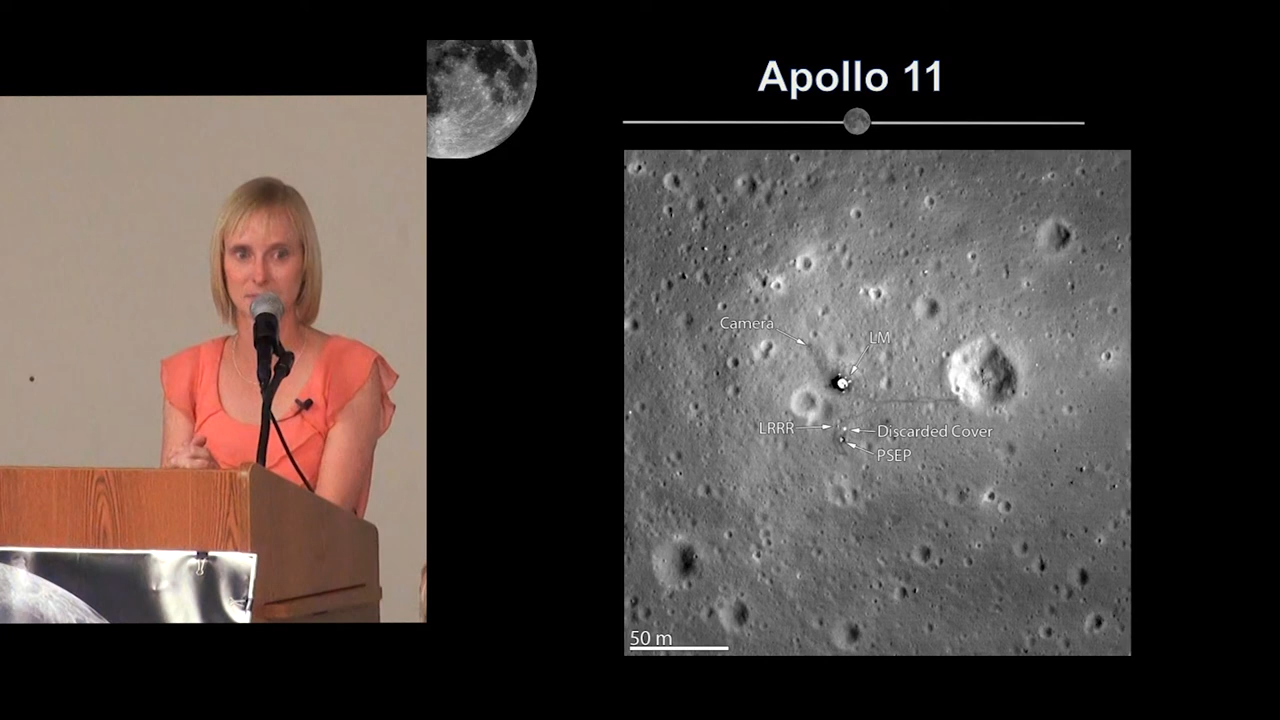 Apollo 11
Camera
LM
LRRR
Discarded Cover
PSEP
50 m